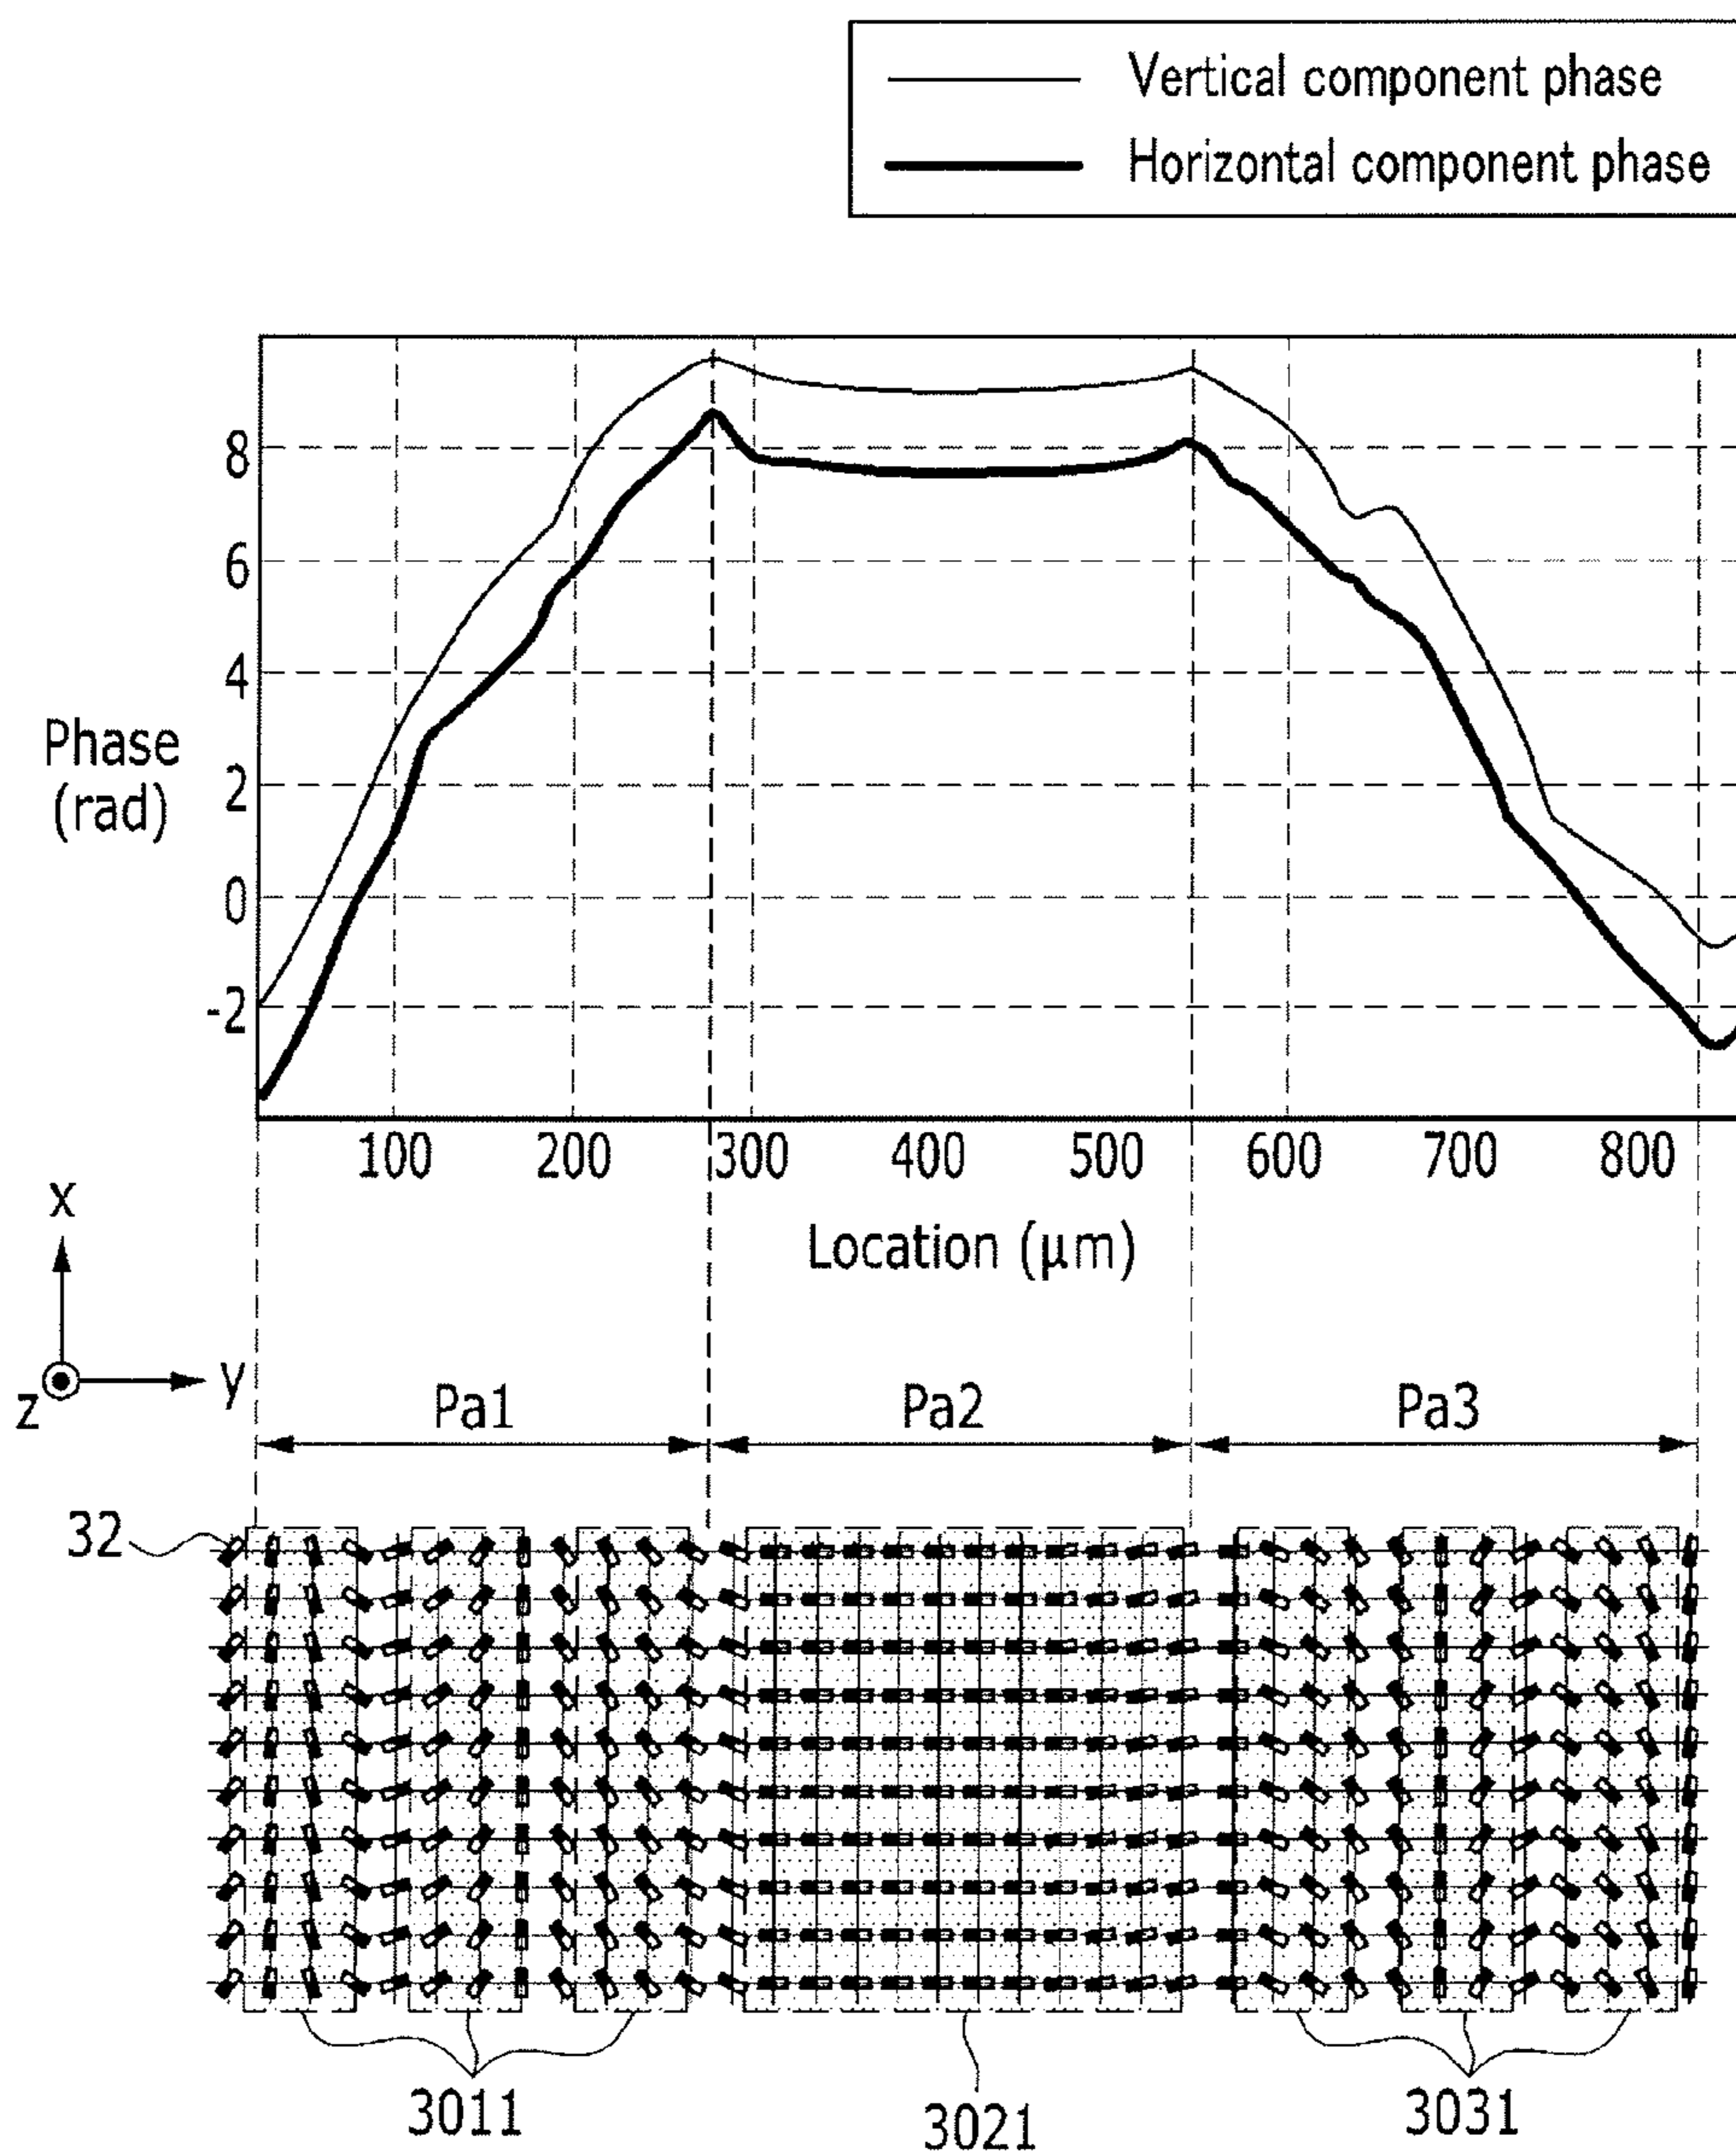 Vertical component phase
Horizontal component phase
8
6
4
2
0
-2
Phase
(rad)
100 200 300 400 500 600 700 800
Location (μm)
x
y
z
Pa1 Pa2 Pa3
32
3011 3021 3031